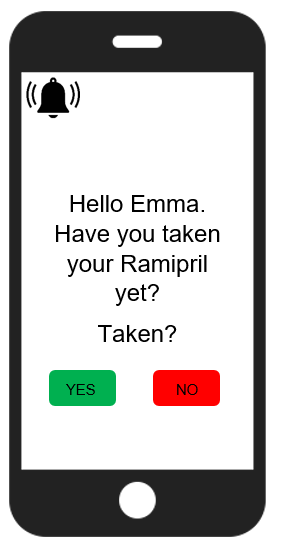 Hello Emma.
Have you taken
your Ramipril
yet?
Taken?
YES
NO